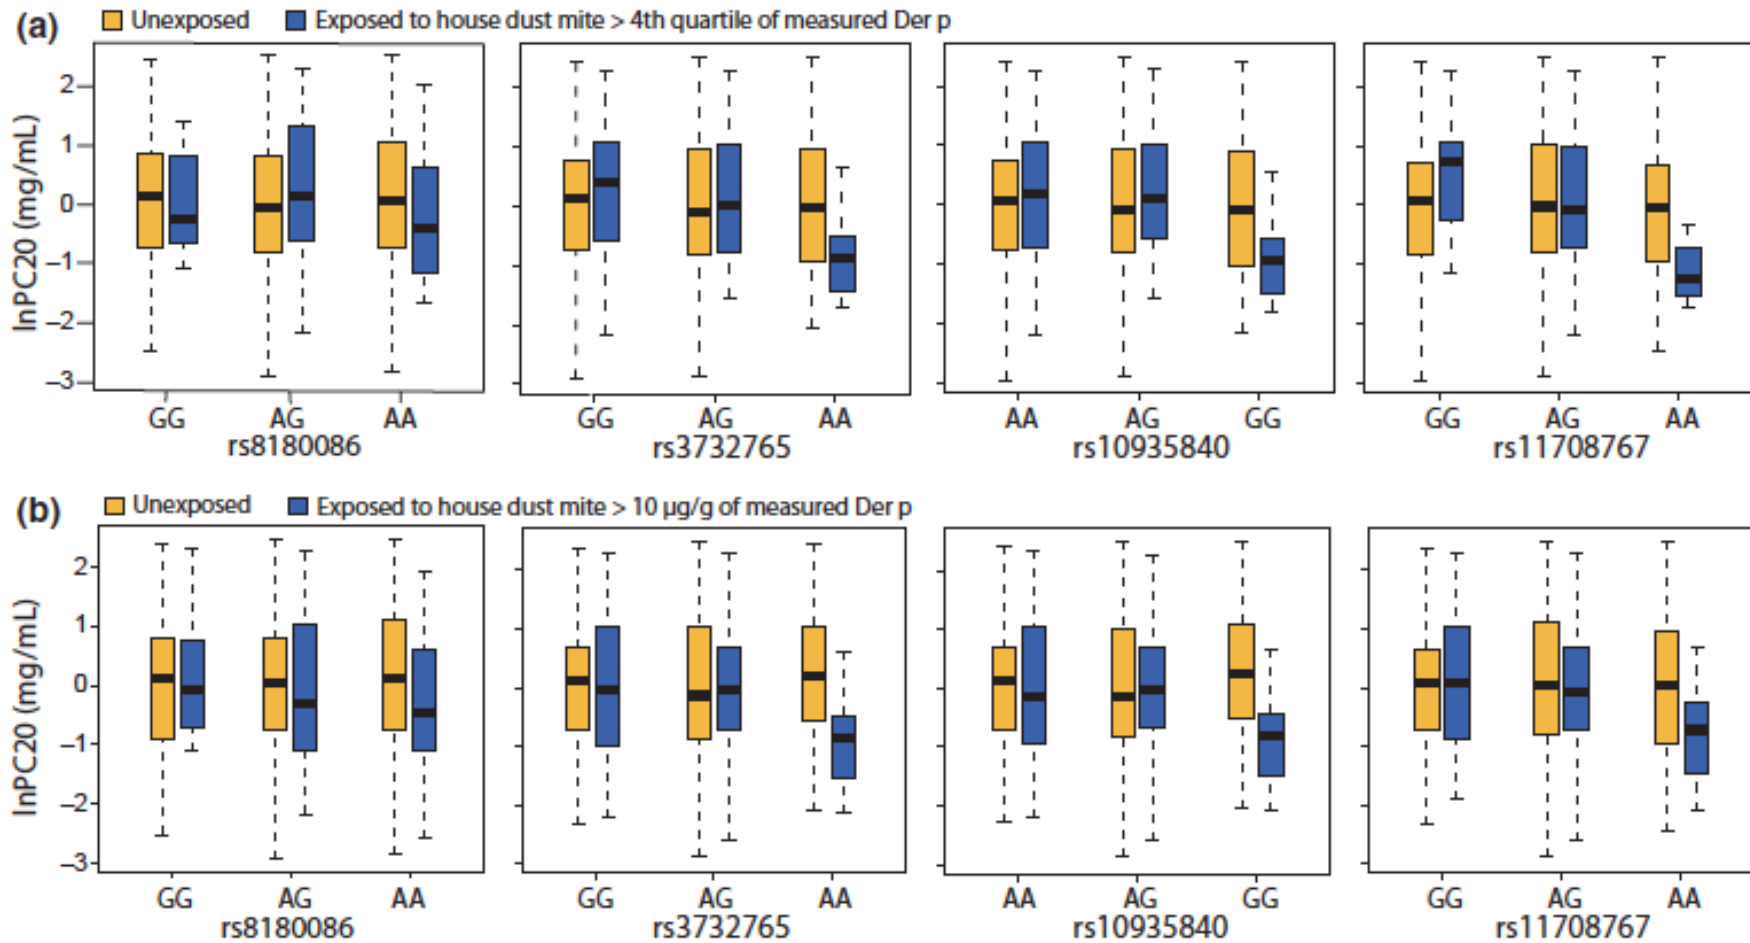 (a) Unexposed Exposed to house dust mite > 4th quartile of measured Der p
lnPC20 (mg/mL)
2
1
0
–1
–2
–3
GG AG AA GG AG AA AA AG GG GG AG AA
rs8180086 rs3732765 rs10935840 rs11708767
(b) Unexposed Exposed to house dust mite > 10 µg/g of measured Der p
lnPC20 (mg/mL)
2
1
0
–1
–2
–3
GG AG AA GG AG AA AA AG GG GG AG AA
rs8180086 rs3732765 rs10935840 rs11708767